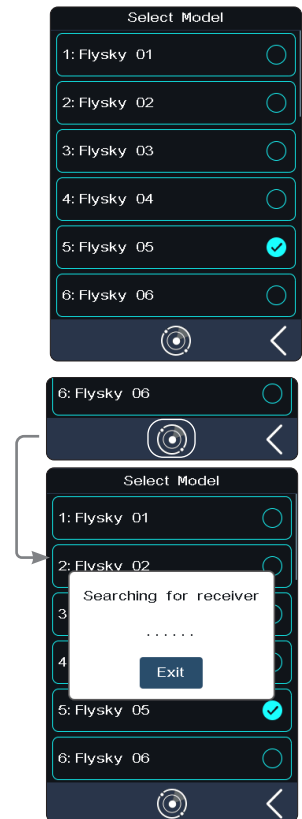 Select Model
1: Flysky 01
2: Flysky 02
3: Flysky 03
4: Flysky 04
5: Flysky 05
6: Flysky 06
6: Flysky 06
Select Model
1: Flysky 01
2: Flysky 02
Searching for receiver
3
......
4
Exit
5: Flysky 05
6: Flysky 06